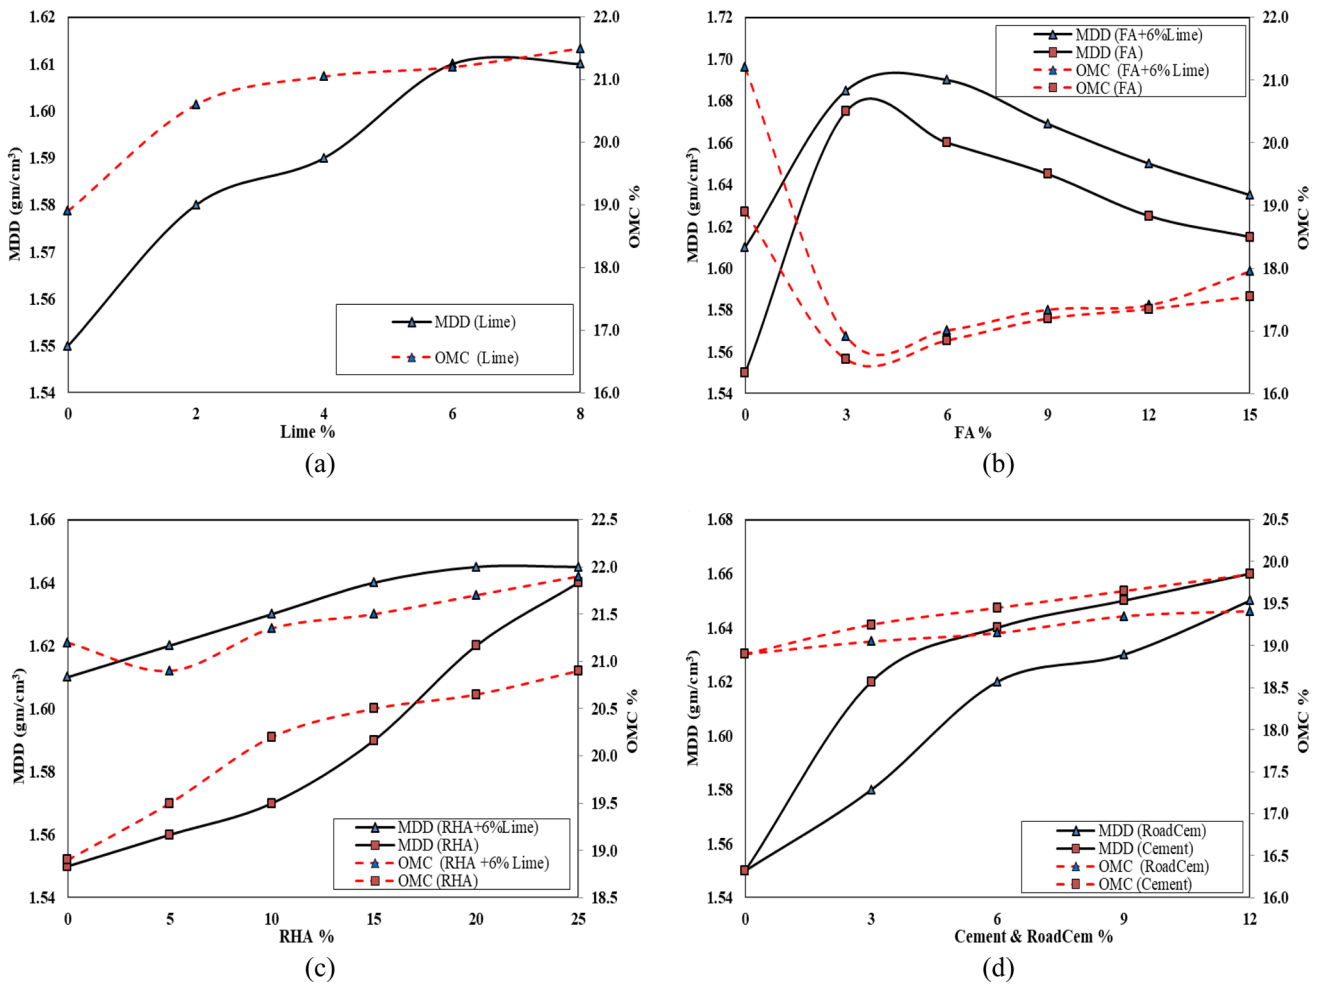 1.62
1.61
1.60
1.59
1.58
1.57
1.56
1.55
1.54
MDD (gm/cm³)
22.0
21.0
20.0
19.0
18.0
17.0
16.0
OMC %
MDD (Lime)
OMC (Lime)
0 2 4 6 8
Lime %
(a)
1.72
1.70
1.68
1.66
1.64
1.62
1.60
1.58
1.56
1.54
MDD (gm/cm³)
22.0
21.0
20.0
19.0
18.0
17.0
16.0
OMC %
MDD (FA+6%Lime)
MDD (FA)
OMC (FA+6% Lime)
OMC (FA)
0 3 6 9 12 15
FA %
(b)
1.66
1.64
1.62
1.60
1.58
1.56
1.54
MDD (gm/cm³)
22.5
22.0
21.5
21.0
20.5
20.0
19.5
19.0
18.5
OMC %
MDD (RHA+6%Lime)
MDD (RHA)
OMC (RHA +6% Lime)
OMC (RHA)
0 5 10 15 20 25
RHA %
(c)
1.68
1.66
1.64
1.62
1.60
1.58
1.56
1.54
MDD (gm/cm³)
20.5
20.0
19.5
19.0
18.5
18.0
17.5
17.0
16.5
16.0
OMC %
MDD (RoadCem)
MDD (Cement)
OMC (RoadCem)
OMC (Cement)
0 3 6 9 12
Cement & RoadCem %
(d)